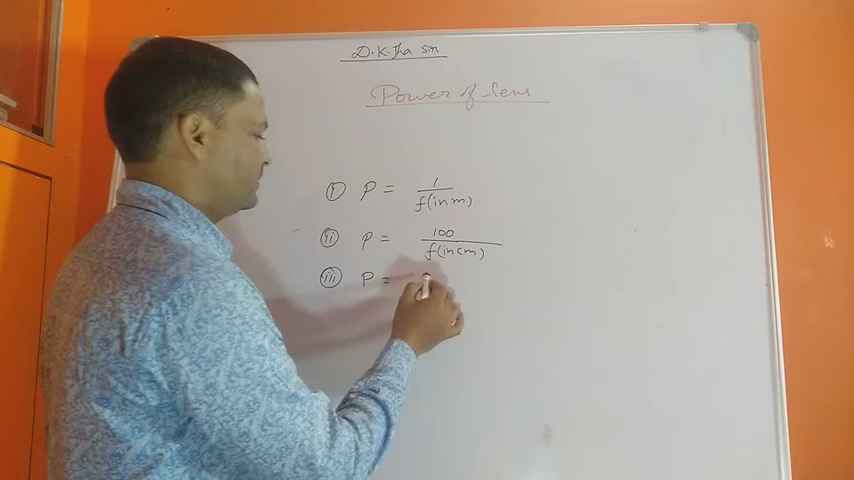 D.K. Jha Sir
Power of lens
(i) P = 1 / f(in m)
(ii) P = 100 / f(in cm)
(iii) P =